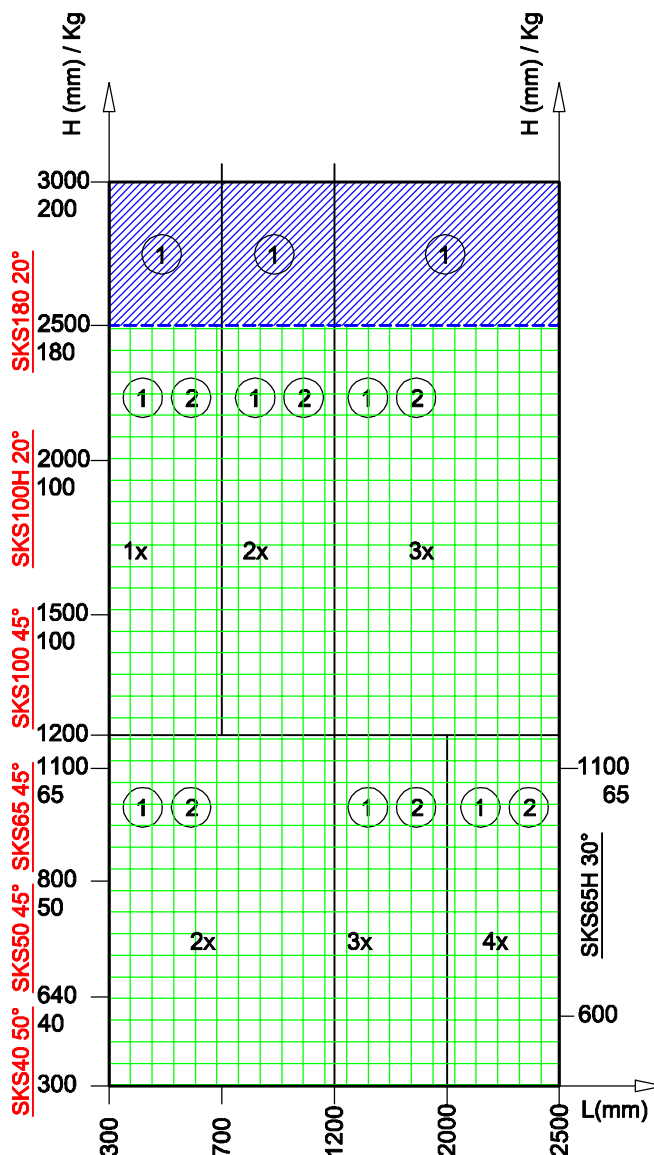 H (mm) / Kg
H (mm) / Kg
3000
200
1
1
1
SKS180 20°
2500
180
1 2 1 2 1 2
SKS100H 20°
2000
100
1x 2x 3x
SKS100 45°
1500
100
1200
SKS65 45°
1100
65
1100
65
1 2 1 2 1 2
SKS50 45°
800
50
SKS65H 30°
2x 3x 4x
SKS40 50°
640
40
600
300
L(mm)
300 700 1200 2000 2500